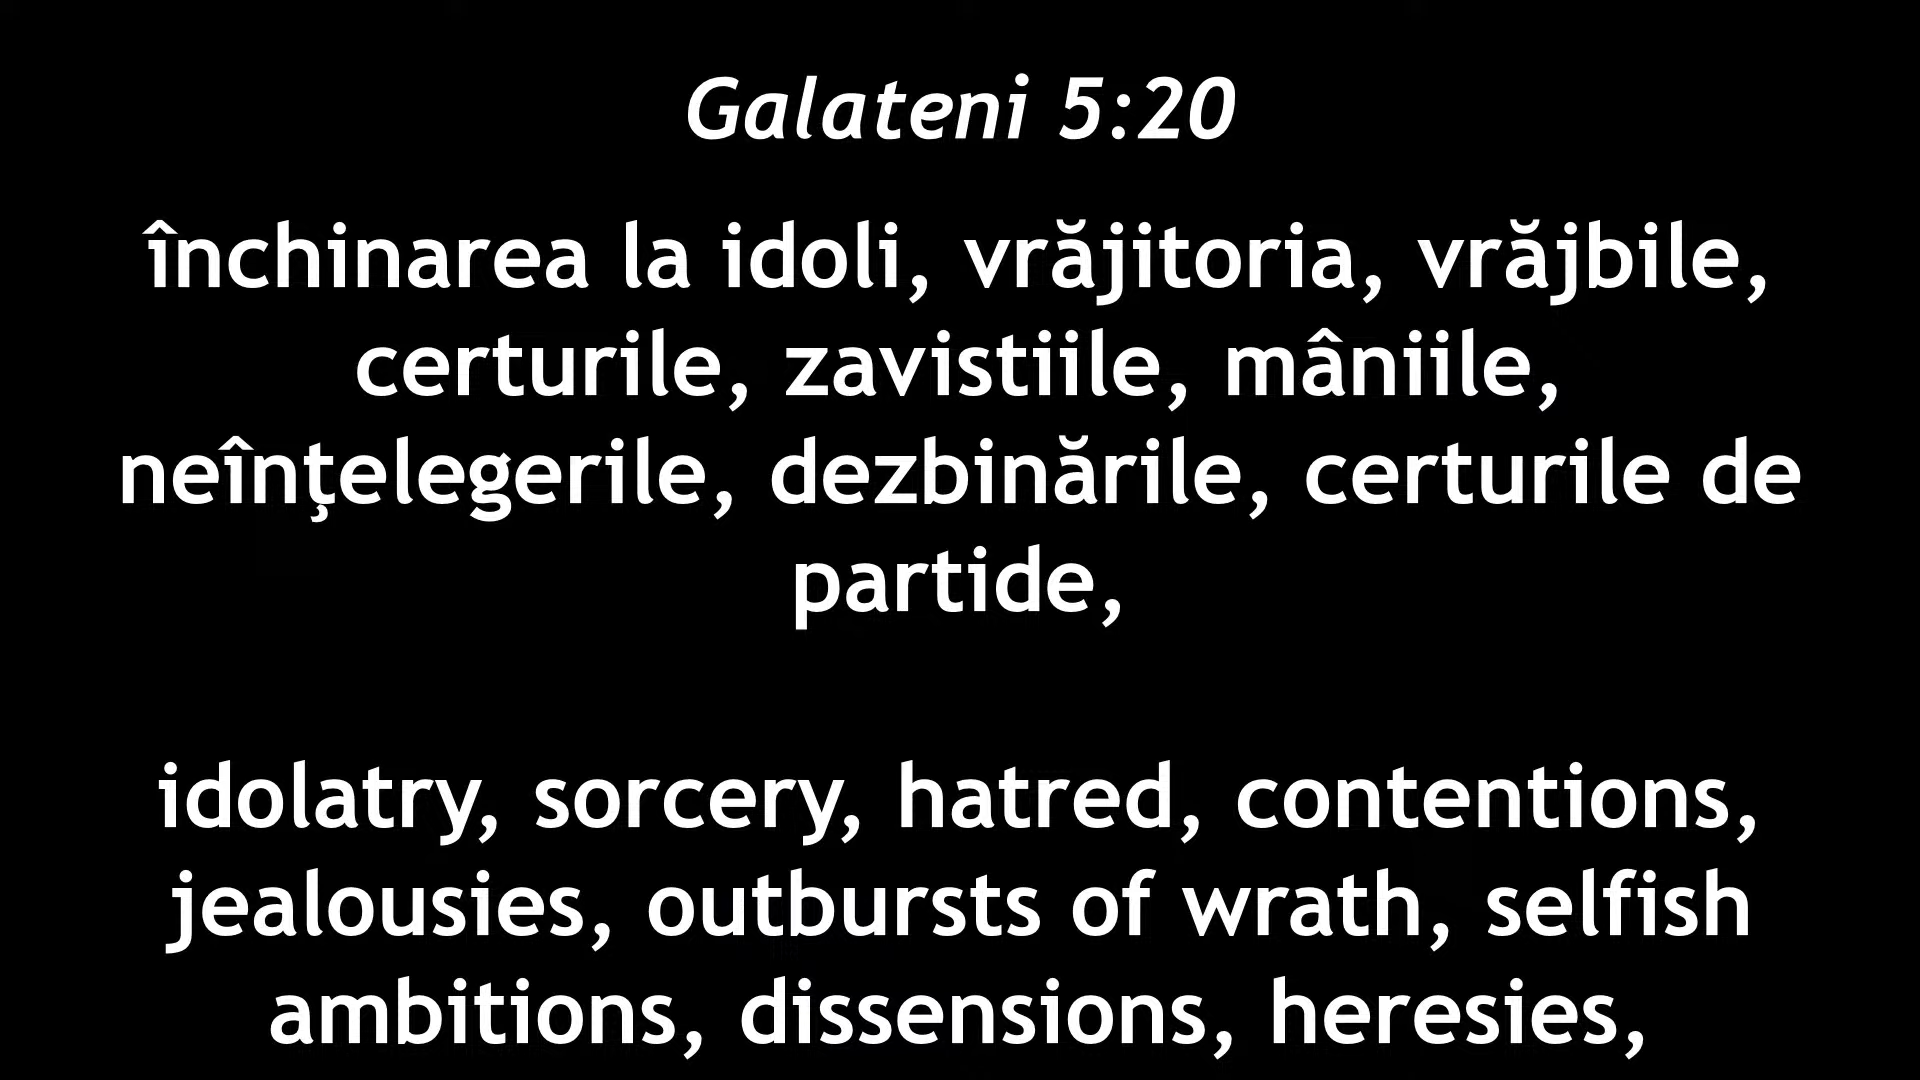 Galateni 5:20
închinarea la idoli, vrăjitoria, vrăjbile,
certurile, zavistiile, mâniile,
neînţelegerile, dezbinările, certurile de
partide,
idolatry, sorcery, hatred, contentions,
jealousies, outbursts of wrath, selfish
ambitions, dissensions, heresies,